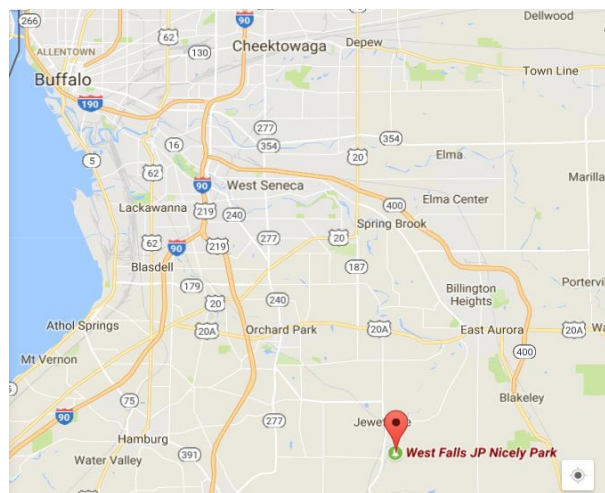 266
90
Dellwood
62
Cheektowaga
Depew
130
ALLENTOWN
Town Line
Buffalo
190
277
354
16
354
20
Elma
5
62
Marilla
90
West Seneca
400
Elma Center
Lackawanna
219
240
Spring Brook
62
90
219
277
20
Blasdell
187
Billington
Heights
Porterville
179
20
240
Athol Springs
20A
Orchard Park
20A
East Aurora
20A
Wa
Mt Vernon
400
5
75
Blakeley
90
277
Hamburg
391
Water Valley
West Falls JP Nicely Park